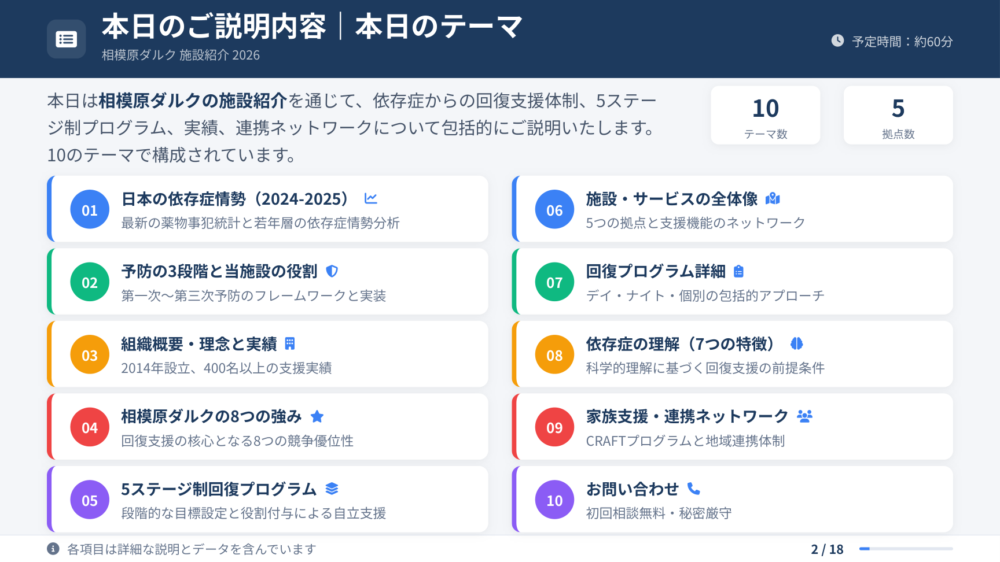 本日のご説明内容｜本日のテーマ
相模原ダルク 施設紹介 2026
予定時間：約60分
本日は相模原ダルクの施設紹介を通じて、依存症からの回復支援体制、5ステー
ジ制プログラム、実績、連携ネットワークについて包括的にご説明いたします。
10のテーマで構成されています。
10
テーマ数
5
拠点数
01
日本の依存症情勢（2024-2025）
最新の薬物事犯統計と若年層の依存症情勢分析
02
予防の3段階と当施設の役割
第一次〜第三次予防のフレームワークと実装
03
組織概要・理念と実績
2014年設立、400名以上の支援実績
04
相模原ダルクの8つの強み
回復支援の核心となる8つの競争優位性
05
5ステージ制回復プログラム
段階的な目標設定と役割付与による自立支援
06
施設・サービスの全体像
5つの拠点と支援機能のネットワーク
07
回復プログラム詳細
デイ・ナイト・個別の包括的アプローチ
08
依存症の理解（7つの特徴）
科学的理解に基づく回復支援の前提条件
09
家族支援・連携ネットワーク
CRAFTプログラムと地域連携体制
10
お問い合わせ
初回相談無料・秘密厳守
各項目は詳細な説明とデータを含んでいます
2 / 18